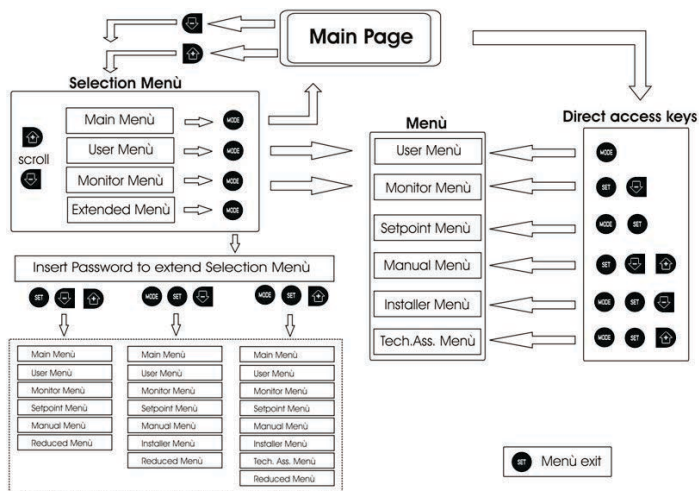 Main Page
Selection Menù
scroll
Main Menù MODE
User Menù MODE
Monitor Menù MODE
Extended Menù MODE
Insert Password to extend Selection Menù
SET
MODE SET
MODE SET
Main Menù
User Menù
Monitor Menù
Setpoint Menù
Manual Menù
Reduced Menù
Main Menù
User Menù
Monitor Menù
Setpoint Menù
Manual Menù
Installer Menù
Reduced Menù
Main Menù
User Menù
Monitor Menù
Setpoint Menù
Manual Menù
Installer Menù
Tech. Ass. Menù
Reduced Menù
Menù
User Menù
Monitor Menù
Setpoint Menù
Manual Menù
Installer Menù
Tech.Ass. Menù
Direct access keys
MODE
SET
MODE SET
SET
MODE SET
MODE SET
SET Menù exit